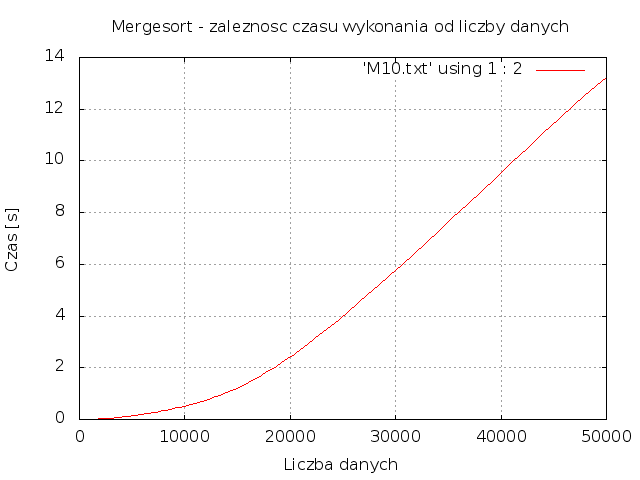 Mergesort - zaleznosc czasu wykonania od liczby danych
'M10.txt' using 1 : 2
14
12
10
8
6
4
2
0
Czas [s]
0 10000 20000 30000 40000 50000
Liczba danych